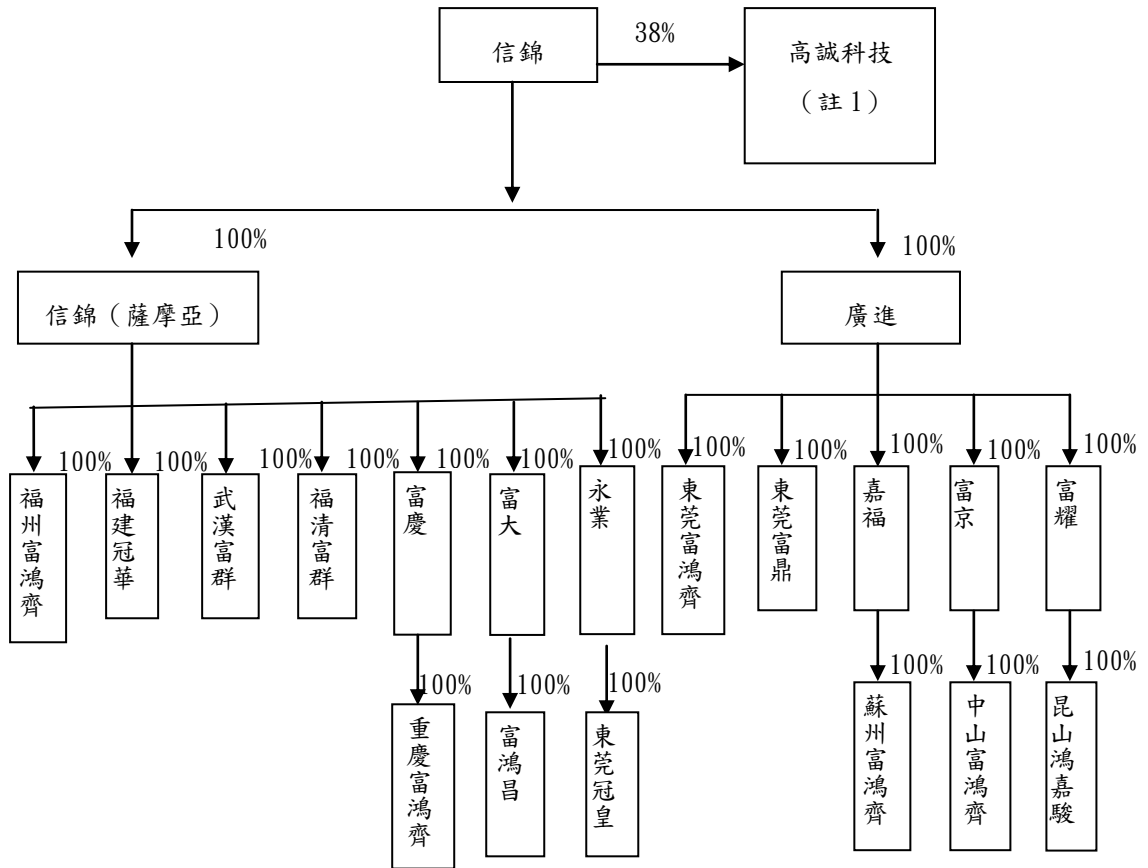 信錦
38%
高誠科技
（註1）
100%
100%
信錦（薩摩亞）
廣進
100%
100%
100%
100%
100%
100%
100%
100%
100%
100%
100%
100%
福州富鴻齊
福建冠華
武漢富群
福清富群
富慶
富大
永業
東莞富鴻齊
東莞富鼎
嘉福
富京
富耀
100%
100%
100%
100%
100%
100%
重慶富鴻齊
富鴻昌
東莞冠皇
蘇州富鴻齊
中山富鴻齊
昆山鴻嘉駿